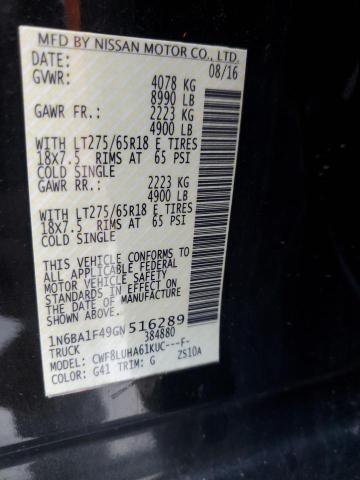 MFD BY NISSAN MOTOR CO., LTD.
DATE: 08/16
GVWR: 4078 KG
8990 LB
GAWR FR.: 2223 KG
4900 LB
WITH LT275/65R18 E TIRES
18x7.5 RIMS AT 65 PSI
COLD SINGLE
GAWR RR.: 2223 KG
4900 LB
WITH LT275/65R18 E TIRES
18x7.5 RIMS AT 65 PSI
COLD SINGLE
THIS VEHICLE CONFORMS TO
ALL APPLICABLE FEDERAL
MOTOR VEHICLE SAFETY
STANDARDS IN EFFECT ON
THE DATE OF MANUFACTURE
SHOWN ABOVE.
1N6BA1F49GN516289
TRUCK 384880
MODEL: CWF8LUHA61KUC---F-
COLOR: G41 TRIM: G ZS10A